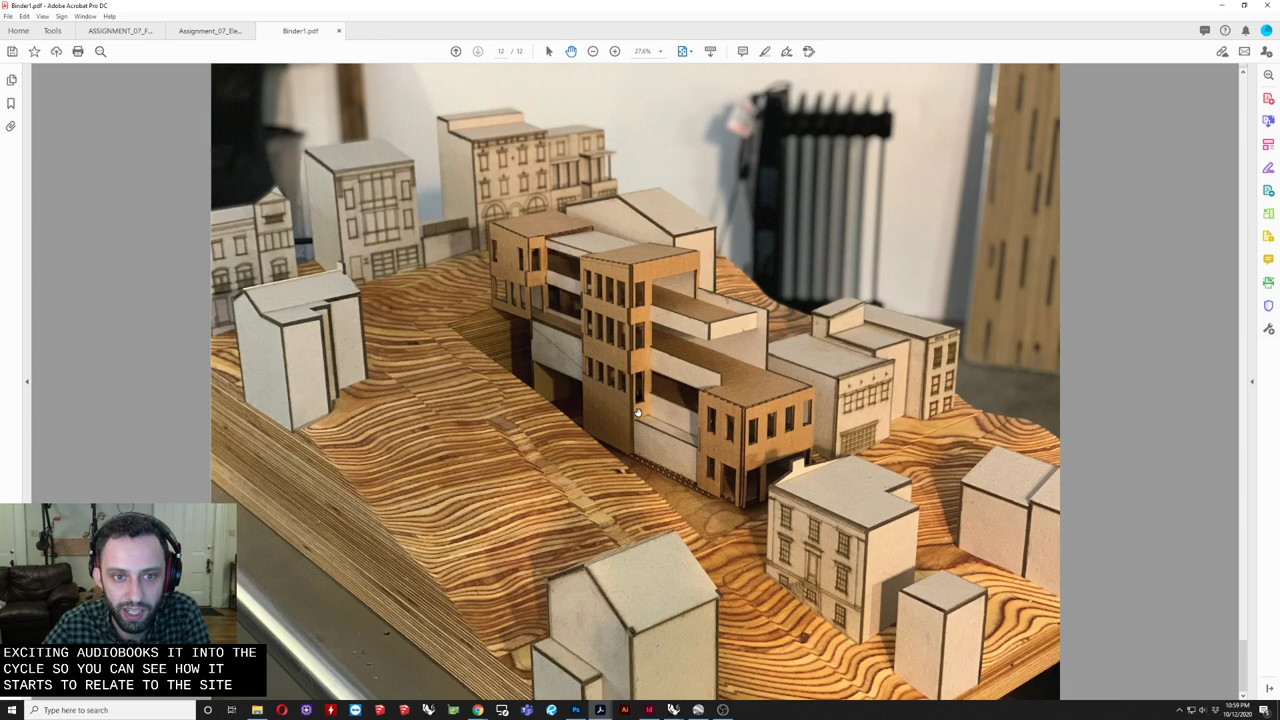 Binder1.pdf - Adobe Acrobat Pro DC
File Edit View Sign Window Help
Home Tools ASSIGNMENT_07_F... Assignment_07_Ele... Binder1.pdf ×
12 / 12 27.6%
EXCITING AUDIOBOOKS IT INTO THE
CYCLE SO YOU CAN SEE HOW IT
STARTS TO RELATE TO THE SITE
Type here to search
10:59 PM
10/12/2020